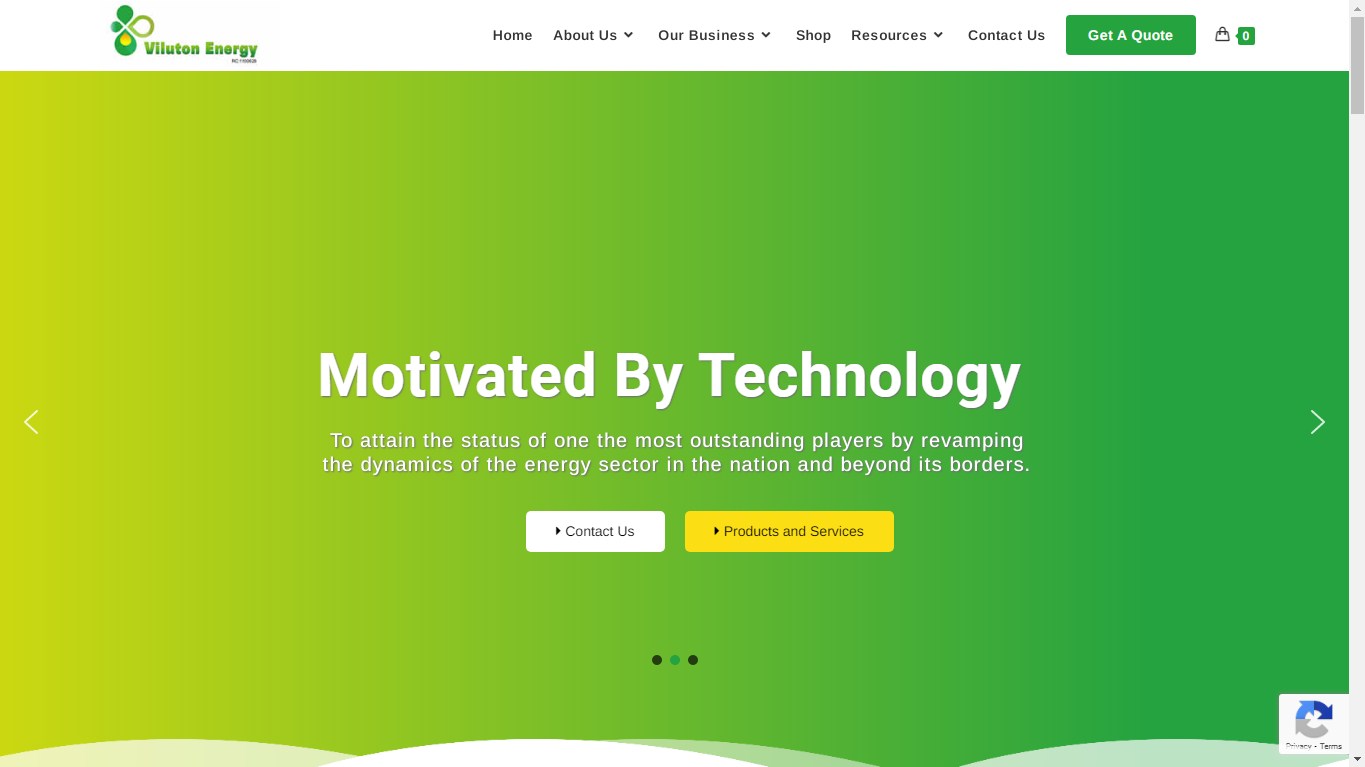 Viluton Energy
Home
About Us
Our Business
Shop
Resources
Contact Us
Get A Quote
0
Motivated By Technology
To attain the status of one the most outstanding players by revamping
the dynamics of the energy sector in the nation and beyond its borders.
Contact Us
Products and Services
Privacy - Terms